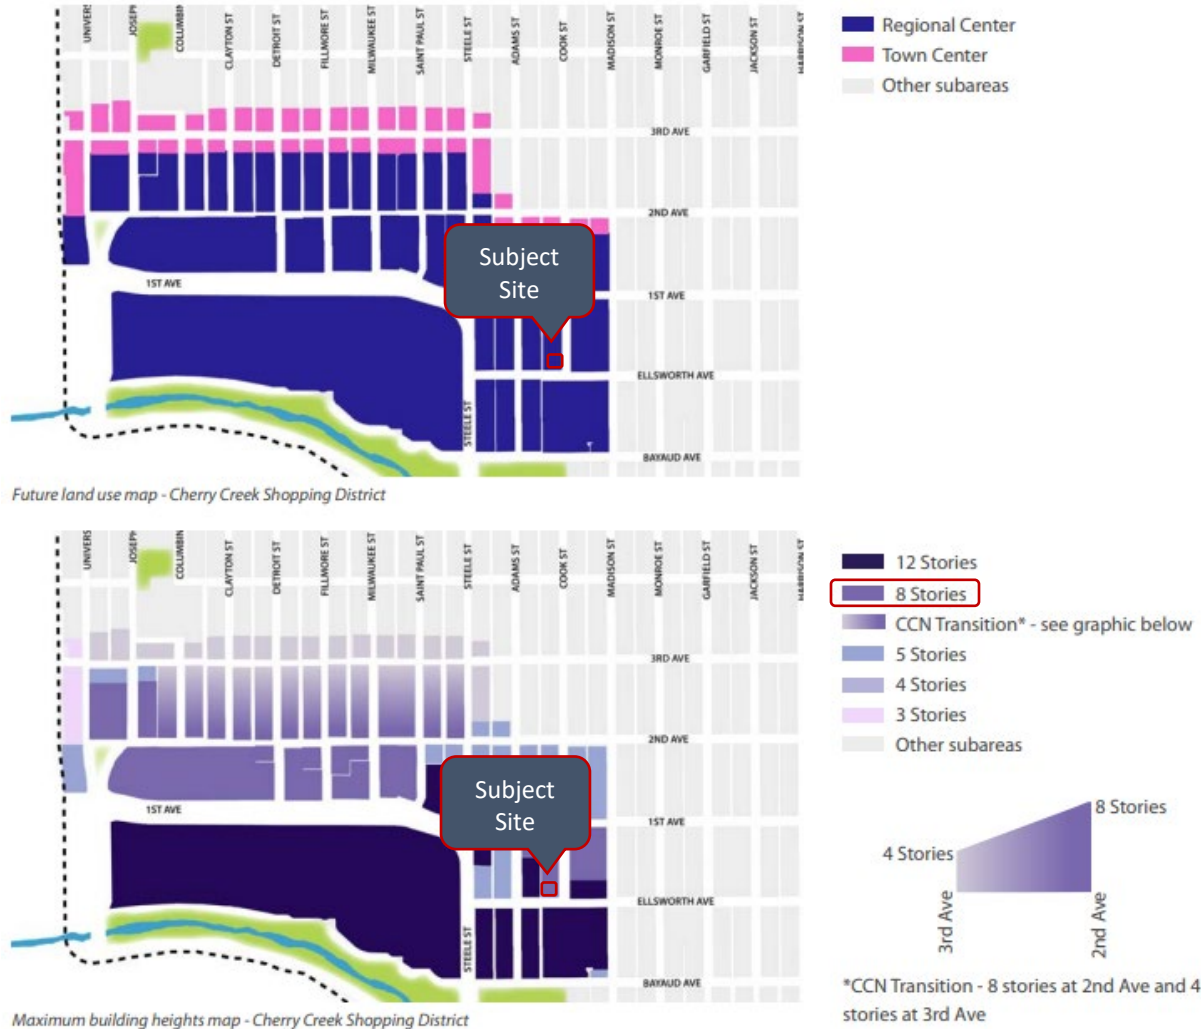 UNIVERS
JOSEPH
COLUMBIN
CLAYTON ST
DETROIT ST
FILLMORE ST
MILWAUKEE ST
SAINT PAUL ST
STEELE ST
ADAMS ST
COOK ST
MADISON ST
MONROE ST
GARFIELD ST
JACKSON ST
HARRISON ST
Regional Center
Town Center
Other subareas
3RD AVE
2ND AVE
Subject
Site
1ST AVE
1ST AVE
ELLSWORTH AVE
STEELE ST
BAYAUD AVE
Future land use map - Cherry Creek Shopping District
UNIVERS
JOSEPH
COLUMBIN
CLAYTON ST
DETROIT ST
FILLMORE ST
MILWAUKEE ST
SAINT PAUL ST
STEELE ST
ADAMS ST
COOK ST
MADISON ST
MONROE ST
GARFIELD ST
JACKSON ST
HARRISON ST
12 Stories
8 Stories
CCN Transition* - see graphic below
5 Stories
4 Stories
3 Stories
Other subareas
3RD AVE
2ND AVE
Subject
Site
1ST AVE
1ST AVE
ELLSWORTH AVE
STEELE ST
BAYAUD AVE
8 Stories
4 Stories
3rd Ave
2nd Ave
*CCN Transition - 8 stories at 2nd Ave and 4
stories at 3rd Ave
Maximum building heights map - Cherry Creek Shopping District